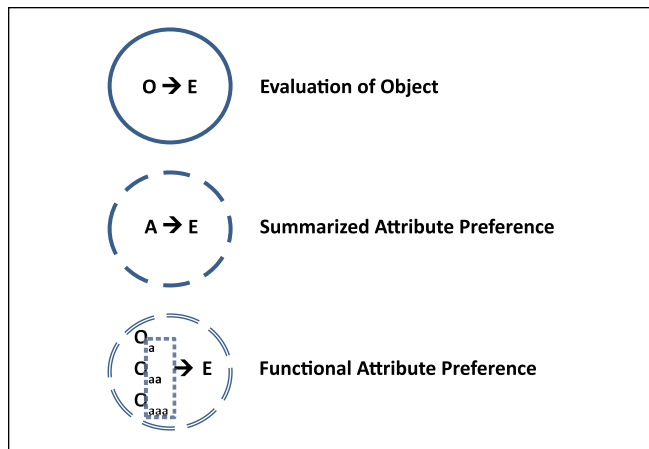 O → E Evaluation of Object
A → E Summarized Attribute Preference
Oa
Oaa → E Functional Attribute Preference
Oaaa